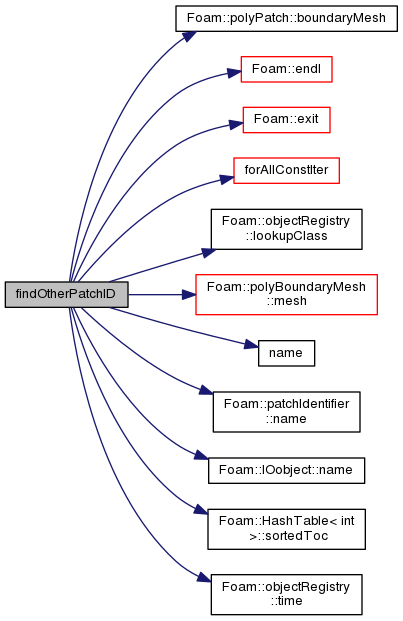 Foam::polyPatch::boundaryMesh
Foam::endl
Foam::exit
forAllConstIter
Foam::objectRegistry
::lookupClass
findOtherPatchID
Foam::polyBoundaryMesh
::mesh
name
Foam::patchIdentifier
::name
Foam::IOobject::name
Foam::HashTable< int
>::sortedToc
Foam::objectRegistry
::time